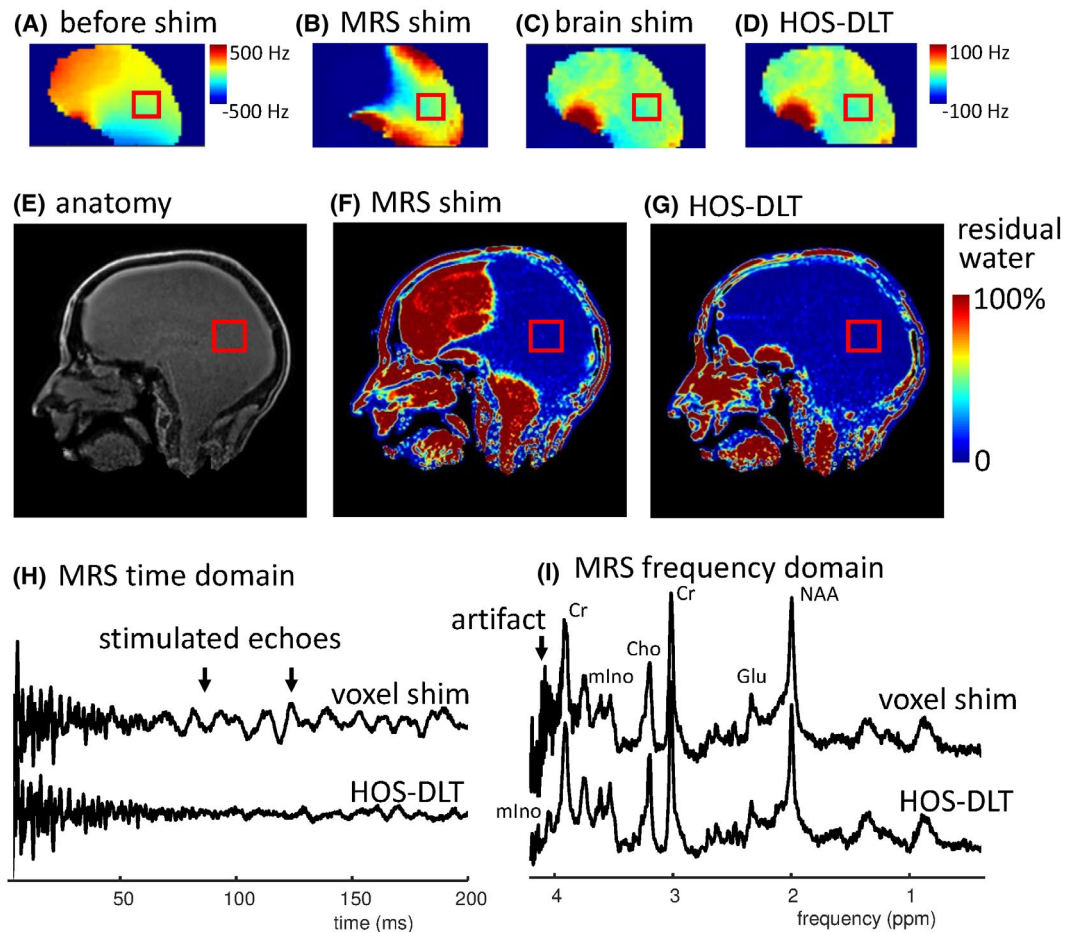 (A) before shim
500 Hz
-500 Hz
(B) MRS shim
(C) brain shim
(D) HOS-DLT
100 Hz
-100 Hz
(E) anatomy
(F) MRS shim
(G) HOS-DLT
residual
water
100%
0
(H) MRS time domain
stimulated echoes
voxel shim
HOS-DLT
50
100
150
200
time (ms)
(I) MRS frequency domain
artifact
Cr
mIno
Cho
Cr
Glu
NAA
voxel shim
mIno
HOS-DLT
4
3
2
1
frequency (ppm)